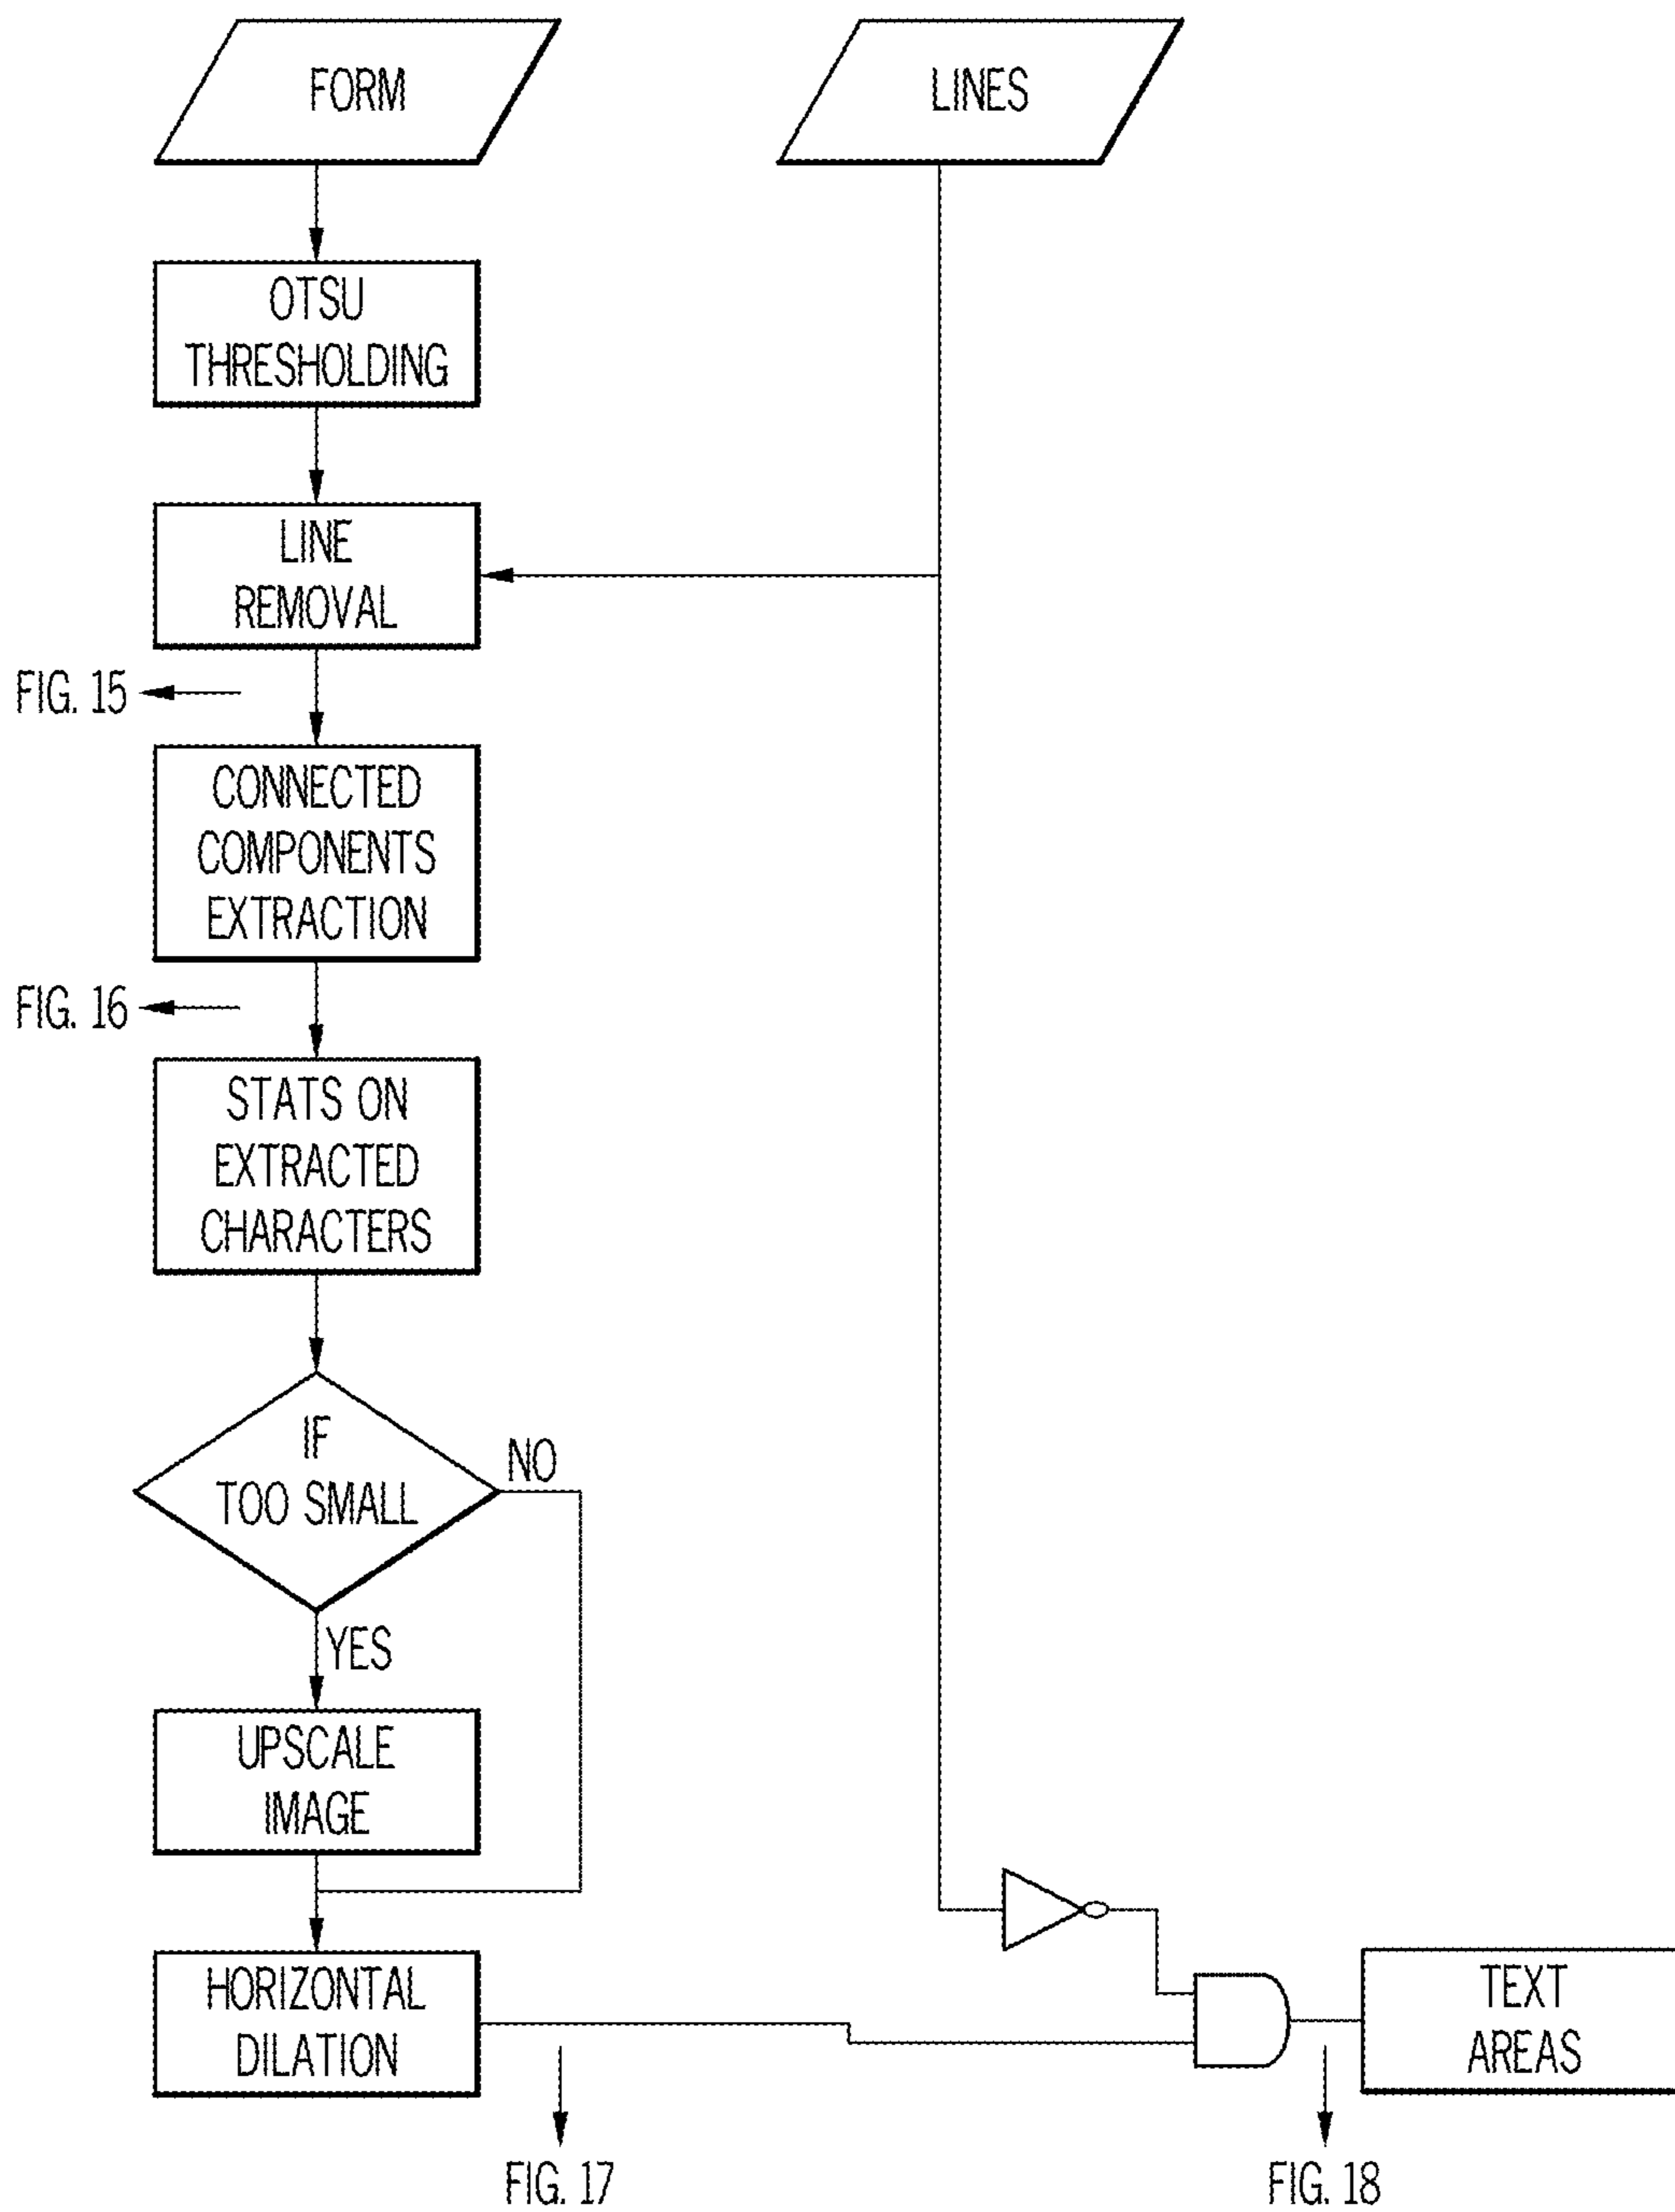 FORM
LINES
OTSU
THRESHOLDING
LINE
REMOVAL
FIG. 15
CONNECTED
COMPONENTS
EXTRACTION
FIG. 16
STATS ON
EXTRACTED
CHARACTERS
IF
TOO SMALL
NO
YES
UPSCALE
IMAGE
HORIZONTAL
DILATION
TEXT
AREAS
FIG. 17
FIG. 18